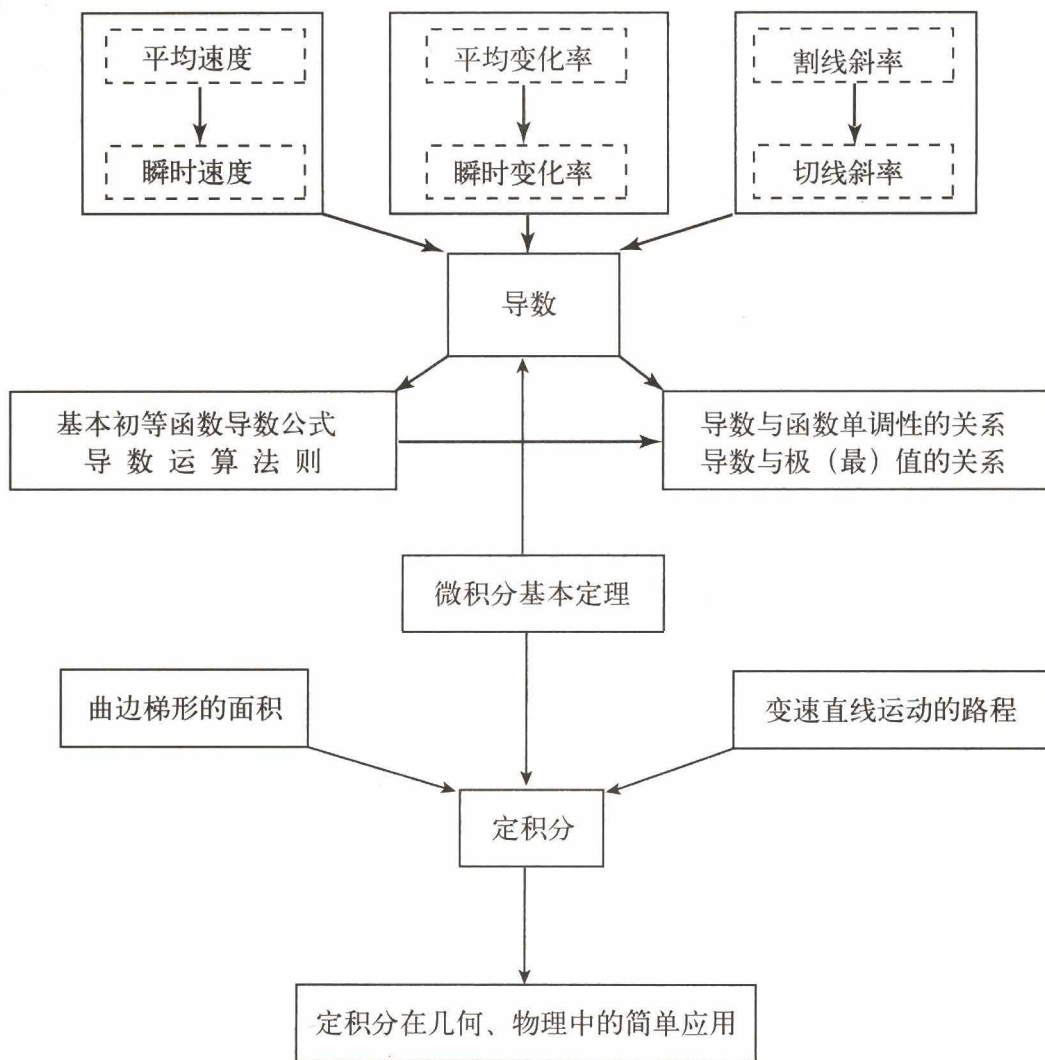 平均速度
平均变化率
割线斜率
瞬时速度
瞬时变化率
切线斜率
导数
基本初等函数导数公式
导数运算法则
导数与函数单调性的关系
导数与极（最）值的关系
微积分基本定理
曲边梯形的面积
变速直线运动的路程
定积分
定积分在几何、物理中的简单应用